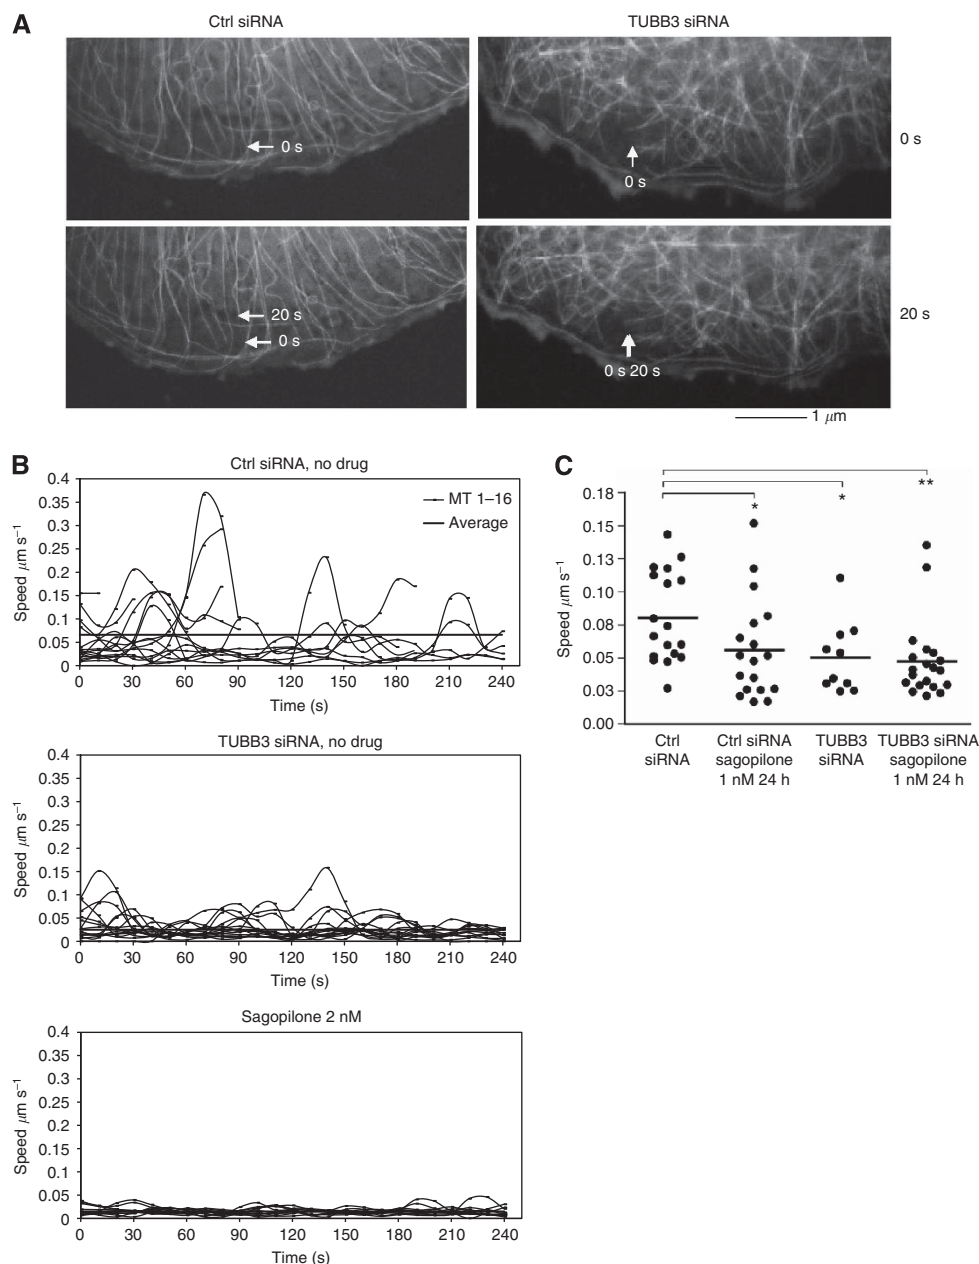 A
Ctrl siRNA
TUBB3 siRNA
0 s
0 s
0 s
20 s
0 s
0 s 20 s
20 s
1 μm
B
Ctrl siRNA, no drug
Speed μm s⁻¹
0.4
0.35
0.3
0.25
0.2
0.15
0.1
0.05
0
MT 1–16
Average
0 30 60 90 120 150 180 210 240
Time (s)
TUBB3 siRNA, no drug
Speed μm s⁻¹
0.4
0.35
0.3
0.25
0.2
0.15
0.1
0.05
0
0 30 60 90 120 150 180 210 240
Time (s)
Sagopilone 2 nM
Speed μm s⁻¹
0.4
0.35
0.3
0.25
0.2
0.15
0.1
0.05
0
0 30 60 90 120 150 180 210 240
Time (s)
C
* * **
Speed μm s⁻¹
0.18
0.15
0.13
0.10
0.08
0.05
0.03
0.00
Ctrl
siRNA
Ctrl siRNA
sagopilone
1 nM 24 h
TUBB3
siRNA
TUBB3 siRNA
sagopilone
1 nM 24 h